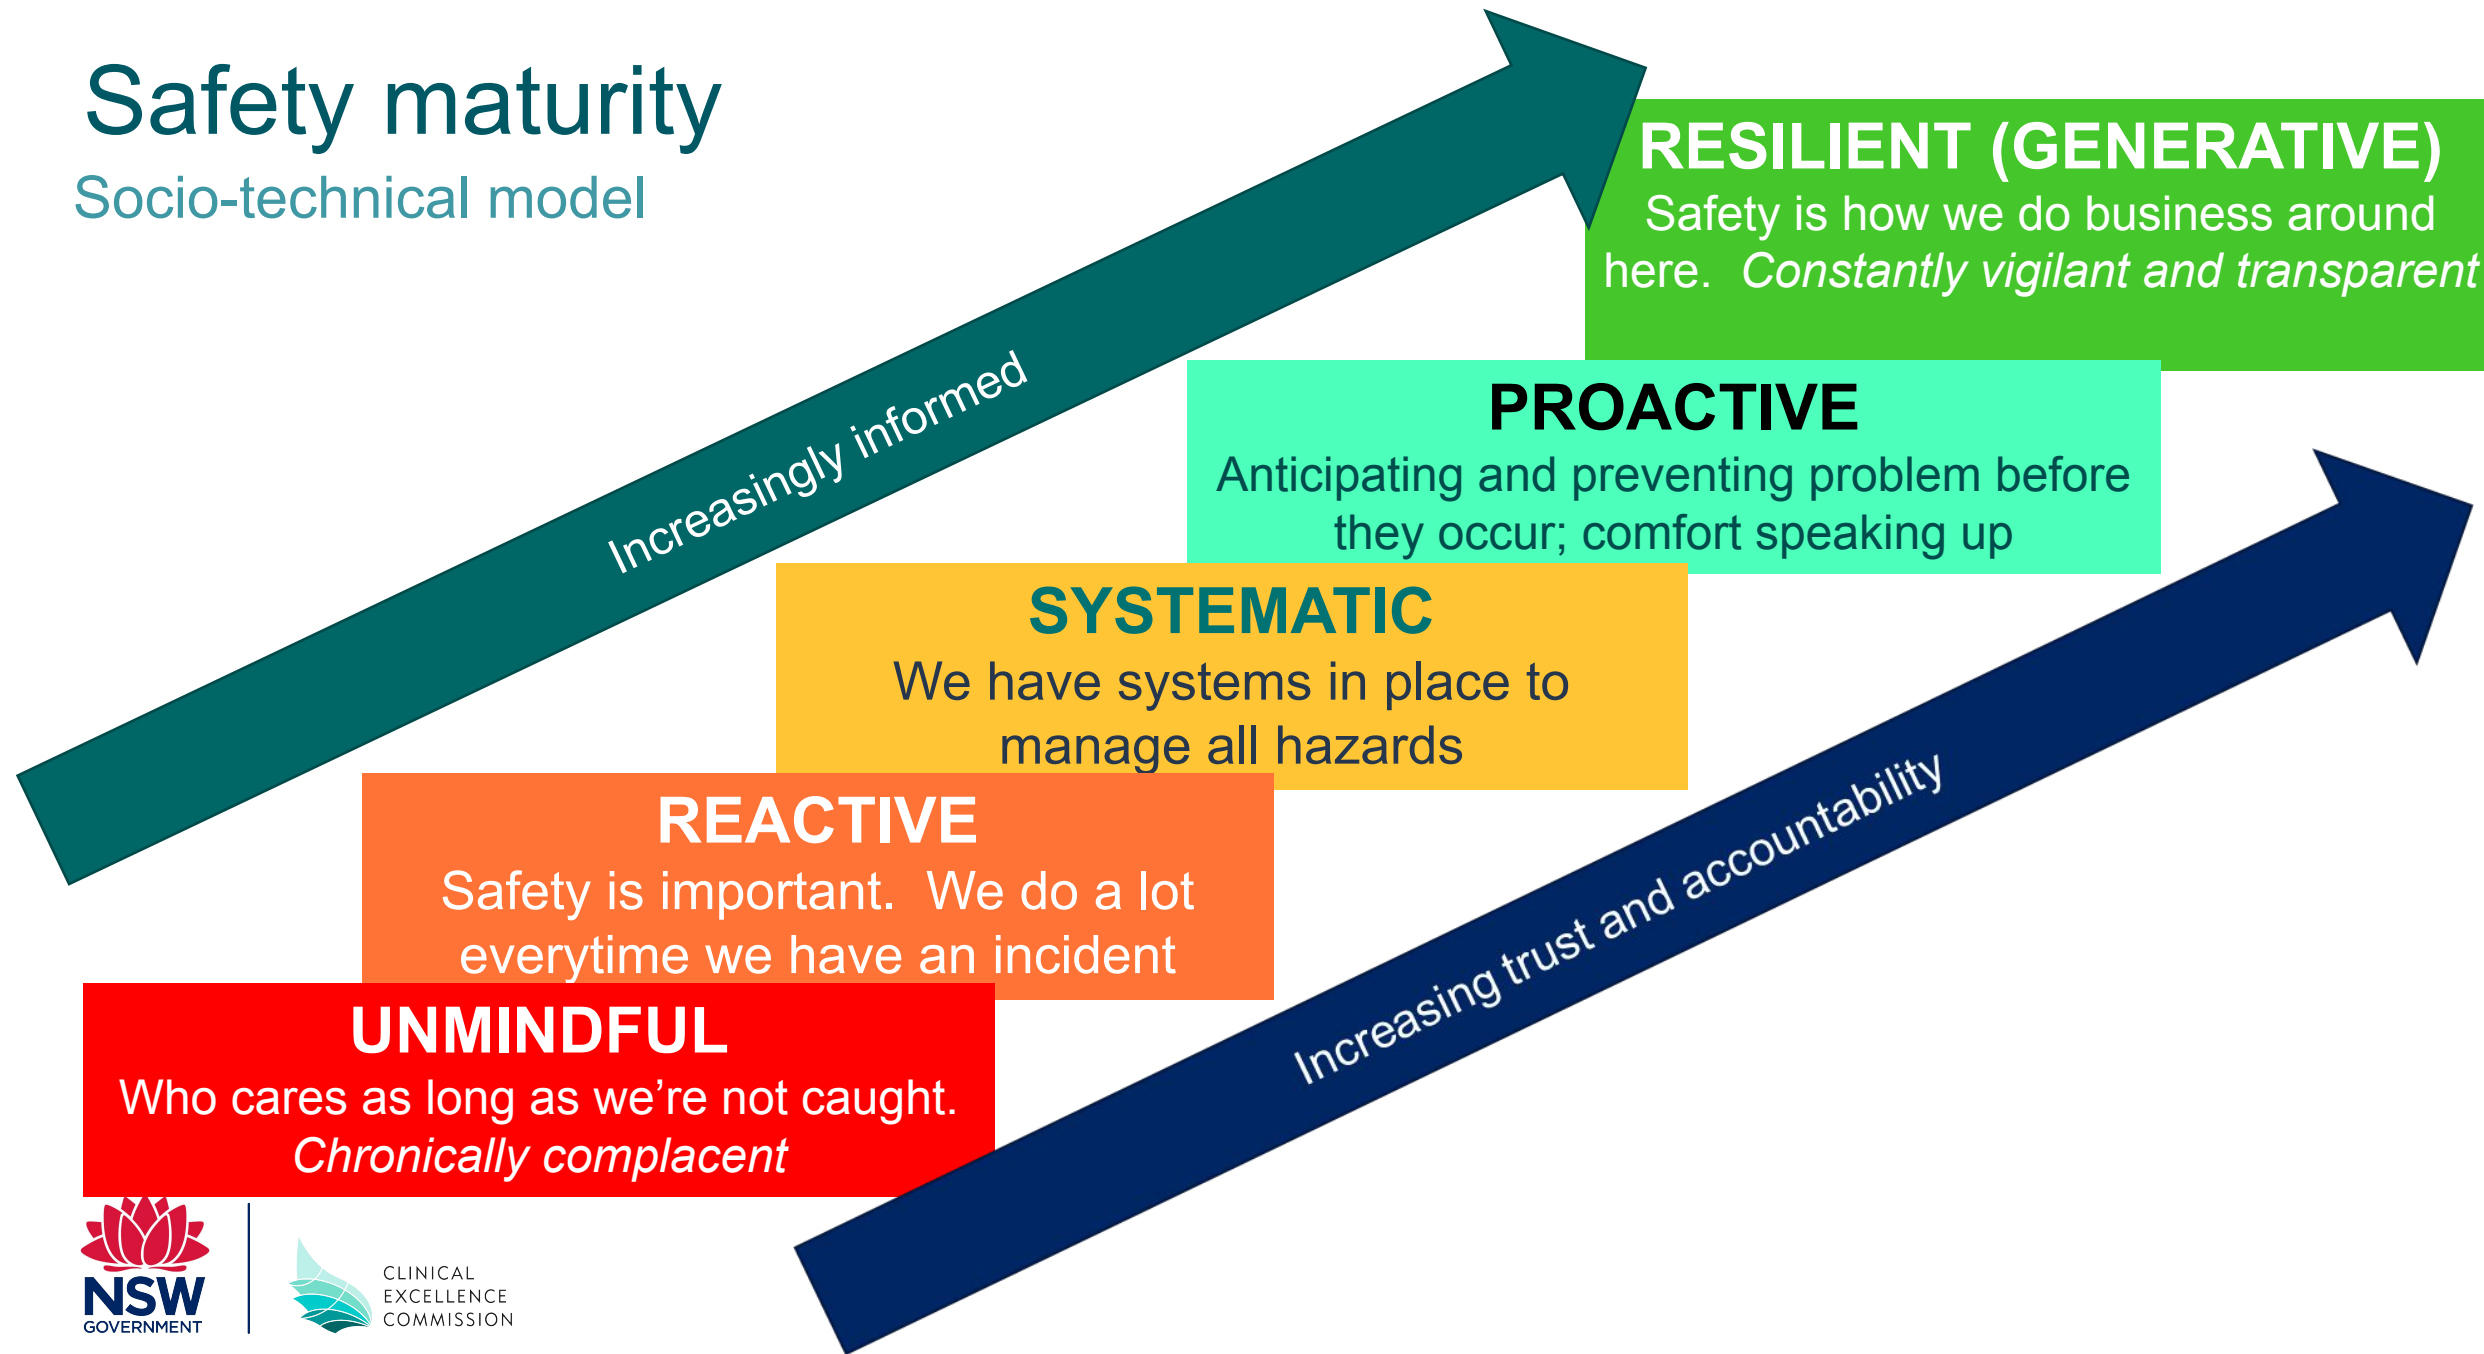 Safety maturity
Socio-technical model
RESILIENT (GENERATIVE)
Safety is how we do business around
here.  Constantly vigilant and transparent
Increasingly informed
PROACTIVE
Anticipating and preventing problem before
they occur; comfort speaking up
SYSTEMATIC
We have systems in place to
manage all hazards
REACTIVE
Safety is important.  We do a lot
everytime we have an incident
UNMINDFUL
Who cares as long as we’re not caught.
Chronically complacent
Increasing trust and accountability
NSW
GOVERNMENT
CLINICAL
EXCELLENCE
COMMISSION